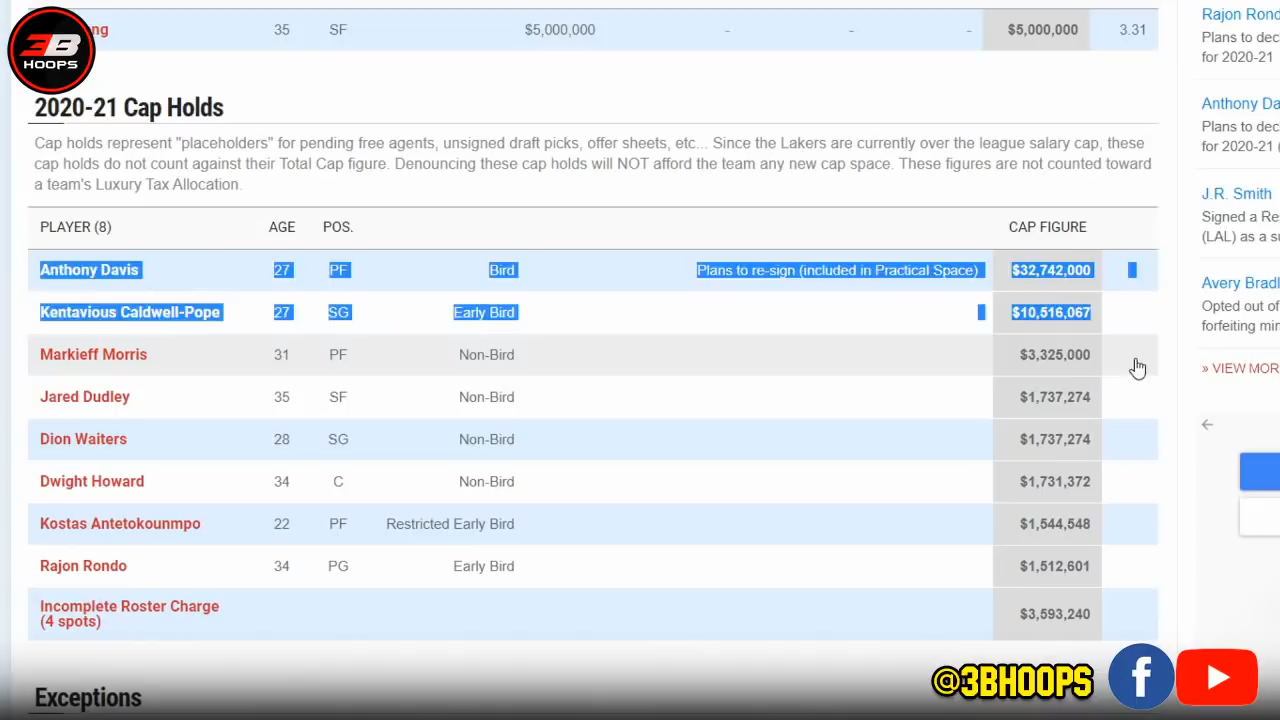 3B
HOOPS
ng 35 SF $5,000,000 - - - $5,000,000 3.31
2020-21 Cap Holds
Cap holds represent "placeholders" for pending free agents, unsigned draft picks, offer sheets, etc... Since the Lakers are currently over the league salary cap, these
cap holds do not count against their Total Cap figure. Denouncing these cap holds will NOT afford the team any new cap space. These figures are not counted toward
a team's Luxury Tax Allocation.
PLAYER (8) AGE POS. CAP FIGURE
Anthony Davis 27 PF Bird Plans to re-sign (included in Practical Space) $32,742,000
Kentavious Caldwell-Pope 27 SG Early Bird $10,516,067
Markieff Morris 31 PF Non-Bird $3,325,000
Jared Dudley 35 SF Non-Bird $1,737,274
Dion Waiters 28 SG Non-Bird $1,737,274
Dwight Howard 34 C Non-Bird $1,731,372
Kostas Antetokounmpo 22 PF Restricted Early Bird $1,544,548
Rajon Rondo 34 PG Early Bird $1,512,601
Incomplete Roster Charge
(4 spots) $3,593,240
Exceptions
Rajon Rond
Plans to dec
for 2020-21
Anthony Da
Plans to dec
for 2020-21 (
J.R. Smith
Signed a Re
(LAL) as a su
Avery Bradl
Opted out of
forfeiting min
» VIEW MOR
@3BHOOPS